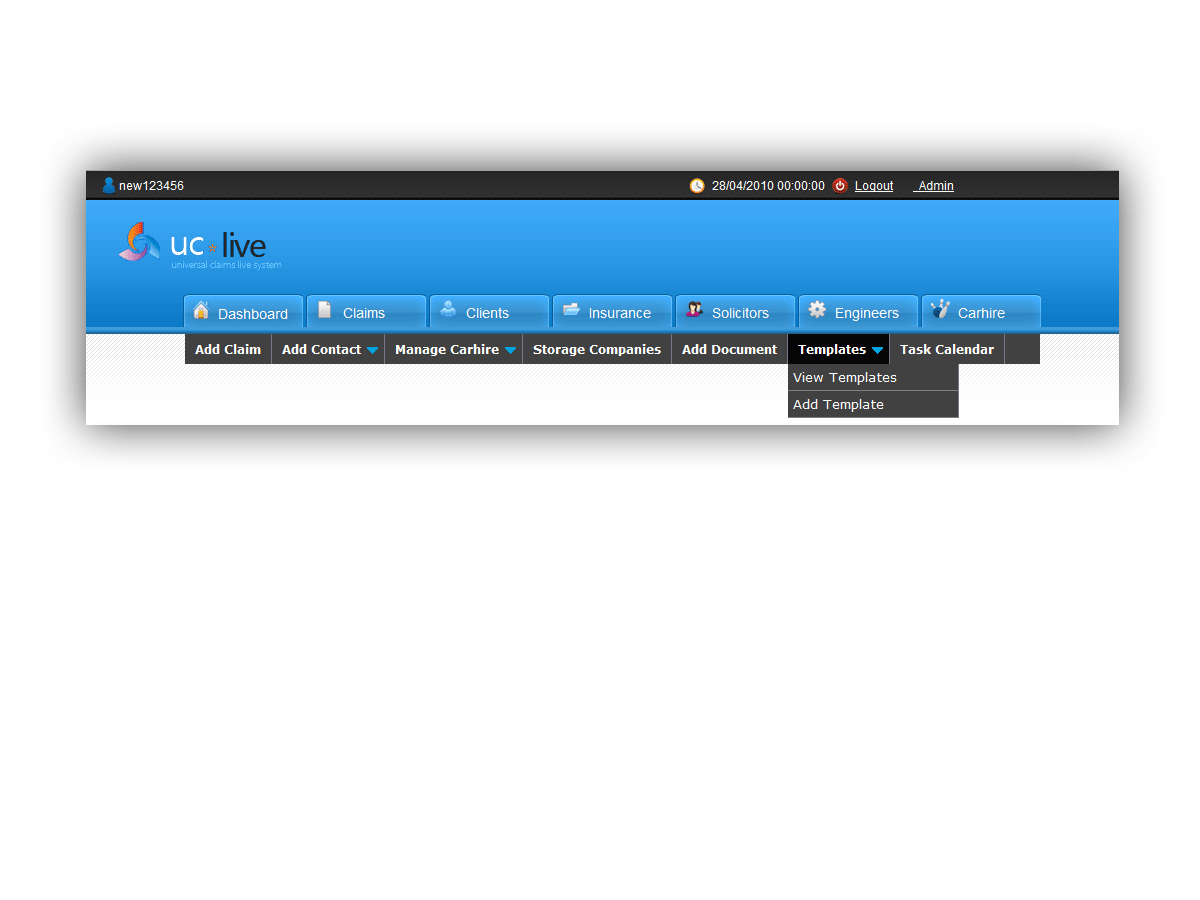 new123456 28/04/2010 00:00:00 Logout Admin
uc live
universal claims live system
Dashboard Claims Clients Insurance Solicitors Engineers Carhire
Add Claim Add Contact Manage Carhire Storage Companies Add Document Templates Task Calendar
View Templates
Add Template